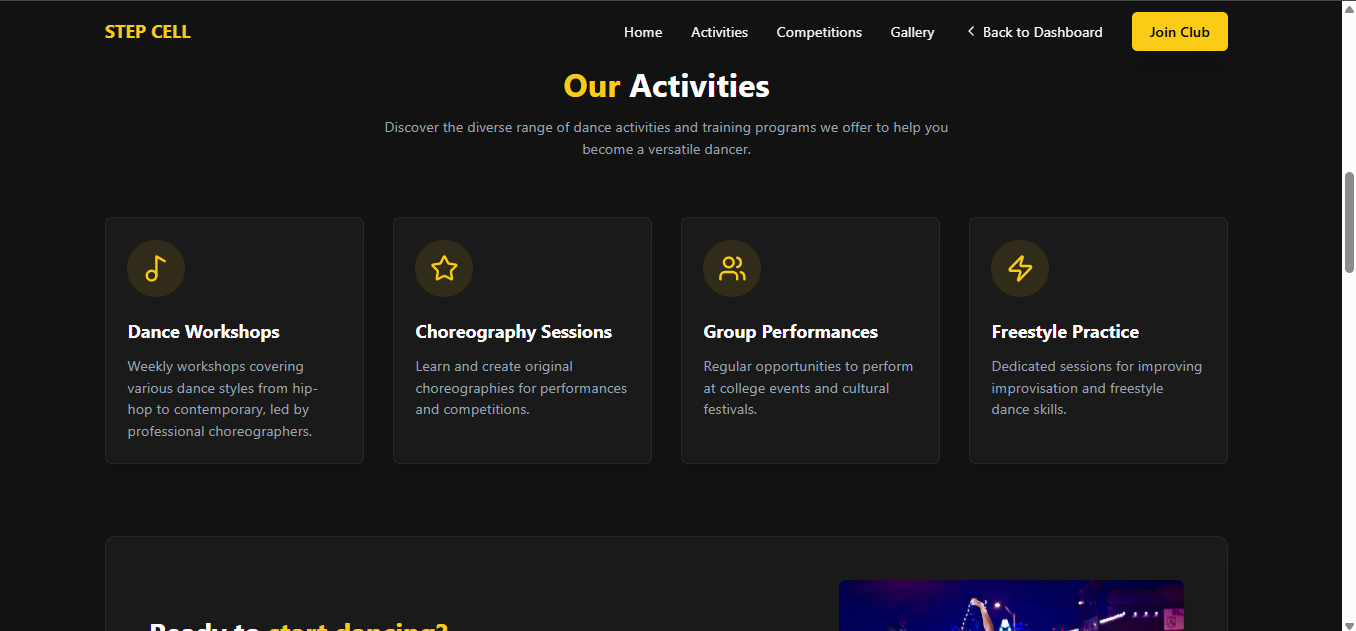 STEP CELL
Home
Activities
Competitions
Gallery
Back to Dashboard
Join Club
Our Activities
Discover the diverse range of dance activities and training programs we offer to help you
become a versatile dancer.
Dance Workshops
Weekly workshops covering
various dance styles from hip-
hop to contemporary, led by
professional choreographers.
Choreography Sessions
Learn and create original
choreographies for performances
and competitions.
Group Performances
Regular opportunities to perform
at college events and cultural
festivals.
Freestyle Practice
Dedicated sessions for improving
improvisation and freestyle
dance skills.
Ready to start dancing?